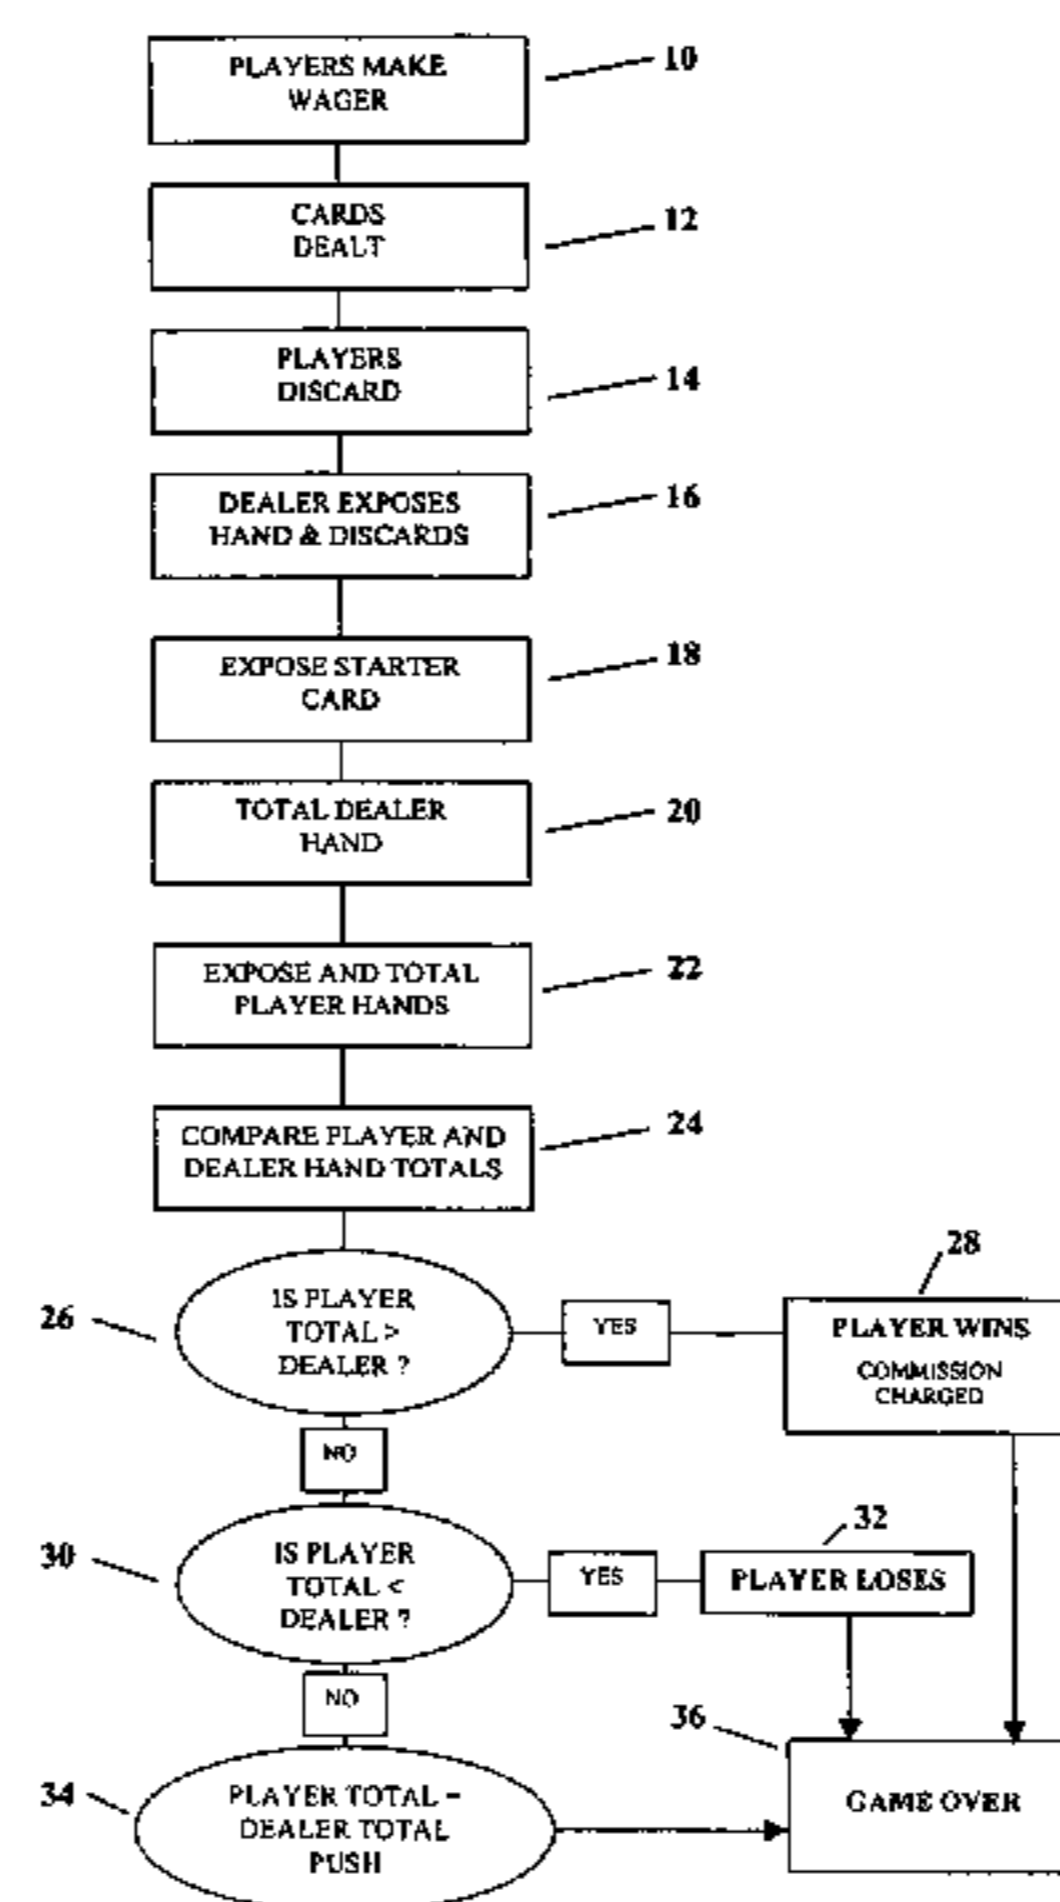 PLAYERS MAKE
WAGER
10
CARDS
DEALT
12
PLAYERS
DISCARD
14
DEALER EXPOSES
HAND & DISCARDS
16
EXPOSE STARTER
CARD
18
TOTAL DEALER
HAND
20
EXPOSE AND TOTAL
PLAYER HANDS
22
COMPARE PLAYER AND
DEALER HAND TOTALS
24
26
IS PLAYER
TOTAL >
DEALER ?
YES
28
PLAYER WINS
COMMISSION
CHARGED
NO
30
IS PLAYER
TOTAL <
DEALER ?
YES
32
PLAYER LOSES
NO
34
PLAYER TOTAL =
DEALER TOTAL
PUSH
36
GAME OVER